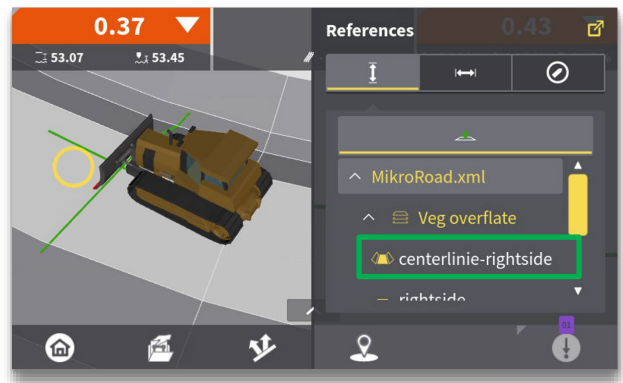 0.37
53.07 53.45
References
0.43
MikroRoad.xml
Veg overflate
centerlinie-rightside
rightside
01